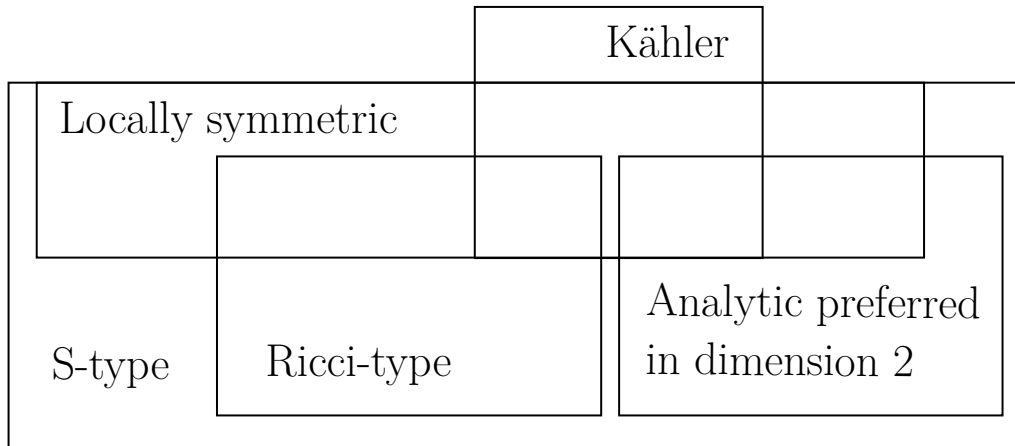 Kähler
Locally symmetric
Analytic preferred
in dimension 2
S-type
Ricci-type